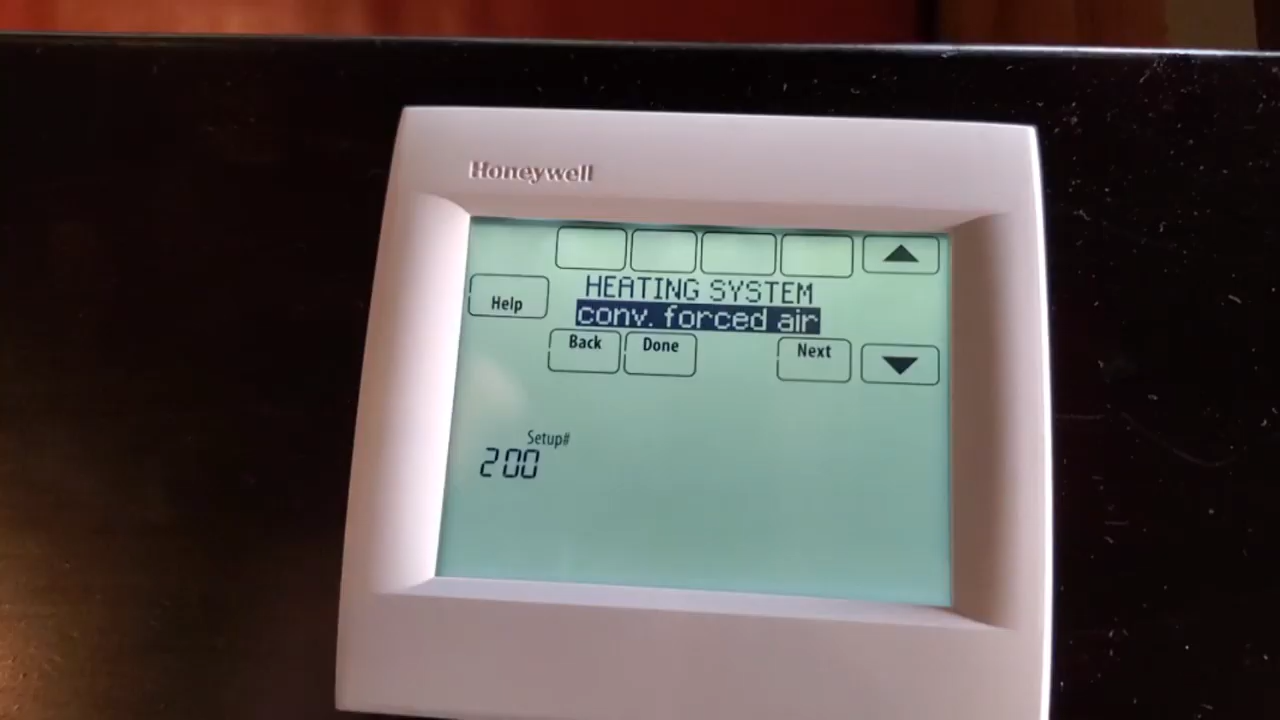 Honeywell
HEATING SYSTEM
Help
conv. forced air
Back Done Next
Setup#
200